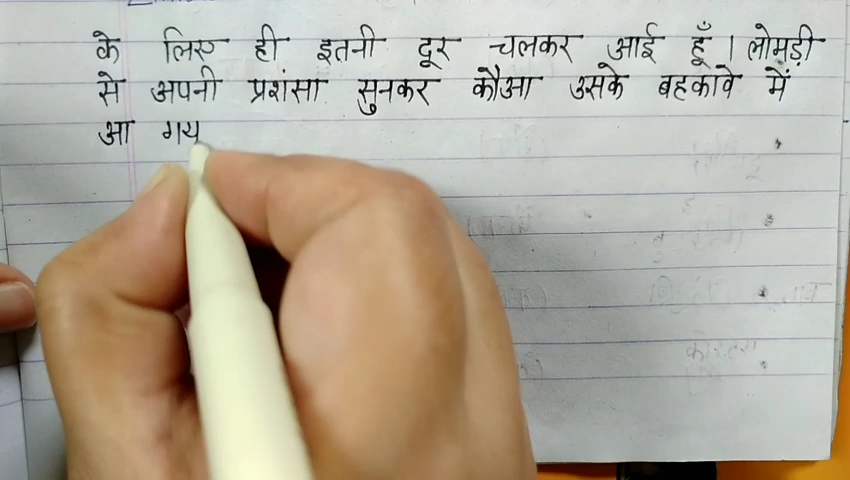 के लिए ही इतनी दूर चलकर आई हूँ । लोमड़ी
से अपनी प्रशंसा सुनकर कौआ उसके बहकावे में
आ गय